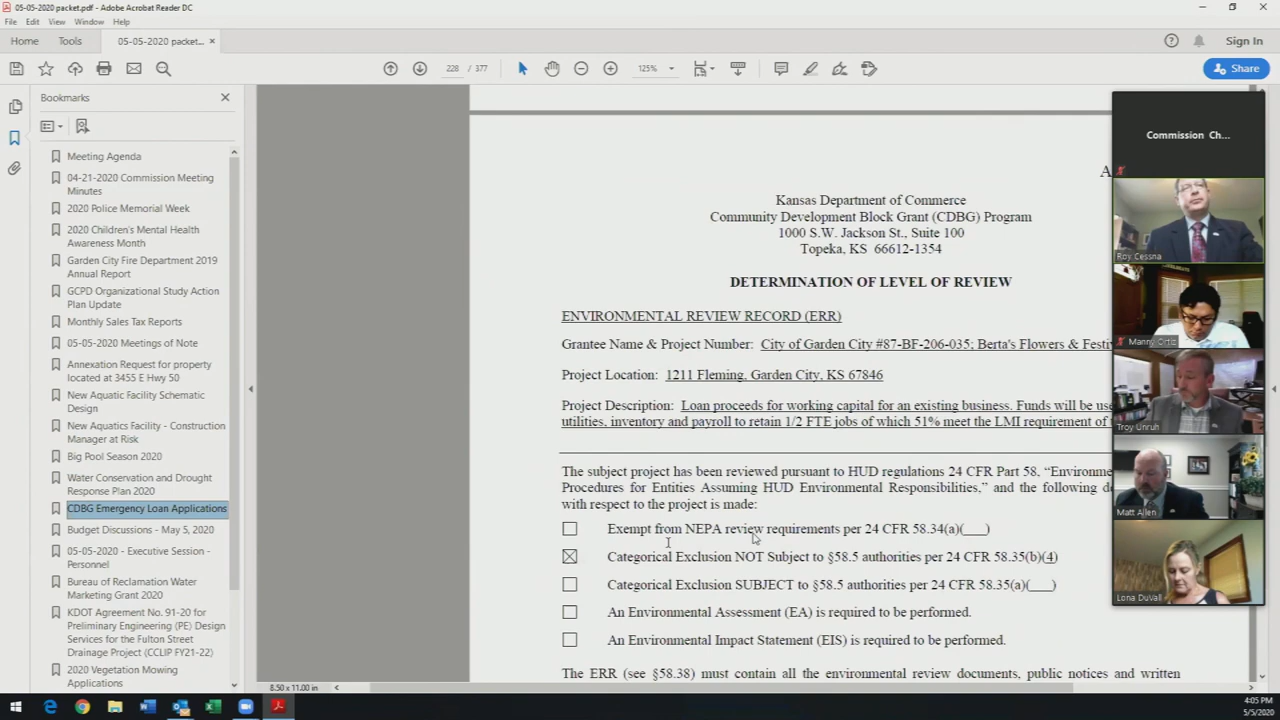 05-05-2020 packet.pdf - Adobe Acrobat Reader DC
File Edit View Window Help
Home Tools 05-05-2020 packet... ×
Sign In
228 / 377
125%
Share
Bookmarks
Meeting Agenda
04-21-2020 Commission Meeting
Minutes
2020 Police Memorial Week
2020 Children's Mental Health
Awareness Month
Garden City Fire Department 2019
Annual Report
GCPD Organizational Study Action
Plan Update
Monthly Sales Tax Reports
05-05-2020 Meetings of Note
Annexation Request for property
located at 3455 E Hwy 50
New Aquatic Facility Schematic
Design
New Aquatics Facility - Construction
Manager at Risk
Big Pool Season 2020
Water Conservation and Drought
Response Plan 2020
CDBG Emergency Loan Applications
Budget Discussions - May 5, 2020
05-05-2020 - Executive Session -
Personnel
Bureau of Reclamation Water
Marketing Grant 2020
KDOT Agreement No. 91-20 for
Preliminary Engineering (PE) Design
Services for the Fulton Street
Drainage Project (CCLIP FY21-22)
2020 Vegetation Mowing
Applications
A
Kansas Department of Commerce
Community Development Block Grant (CDBG) Program
1000 S.W. Jackson St., Suite 100
Topeka, KS 66612-1354
DETERMINATION OF LEVEL OF REVIEW
ENVIRONMENTAL REVIEW RECORD (ERR)
Grantee Name & Project Number: City of Garden City #87-BF-206-035; Berta's Flowers & Festi
Project Location: 1211 Fleming, Garden City, KS 67846
Project Description: Loan proceeds for working capital for an existing business. Funds will be use
utilities, inventory and payroll to retain 1/2 FTE jobs of which 51% meet the LMI requirement of
The subject project has been reviewed pursuant to HUD regulations 24 CFR Part 58, “Environme
Procedures for Entities Assuming HUD Environmental Responsibilities,” and the following de
with respect to the project is made:
Exempt from NEPA review requirements per 24 CFR 58.34(a)(___)
Categorical Exclusion NOT Subject to §58.5 authorities per 24 CFR 58.35(b)(4)
Categorical Exclusion SUBJECT to §58.5 authorities per 24 CFR 58.35(a)(___)
An Environmental Assessment (EA) is required to be performed.
An Environmental Impact Statement (EIS) is required to be performed.
The ERR (see §58.38) must contain all the environmental review documents, public notices and written
8.50 x 11.00 in
Commission Ch...
Roy Cessna
Manny Ortiz
Troy Unruh
Matt Allen
Lona DuVall
4:05 PM
5/5/2020